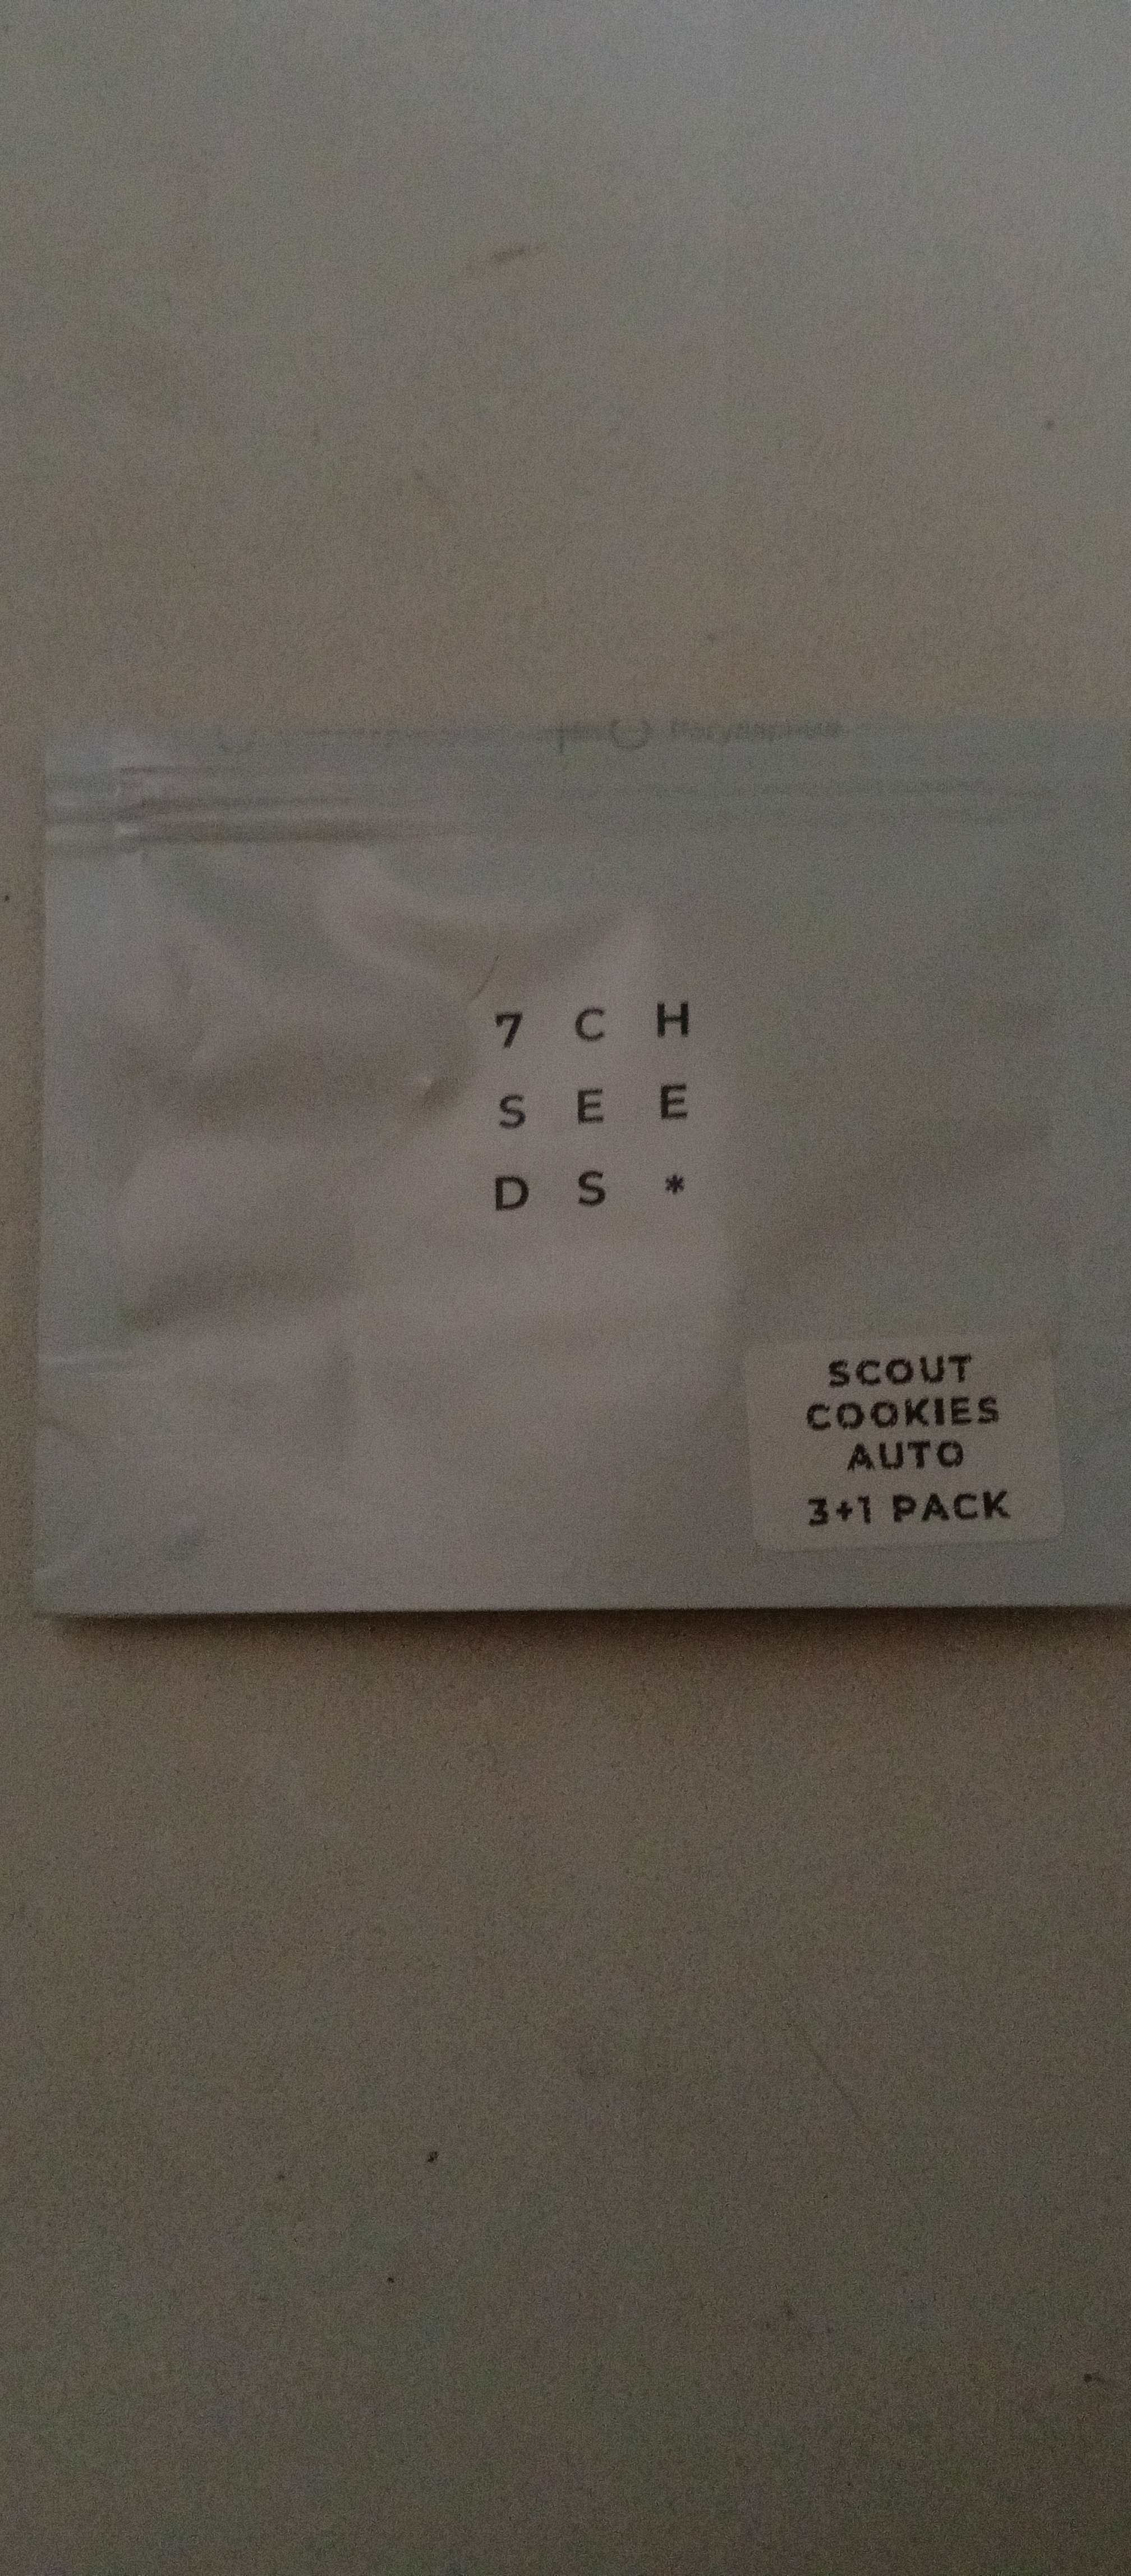 7 C H
S E E
D S *
SCOUT
COOKIES
AUTO
3+1 PACK